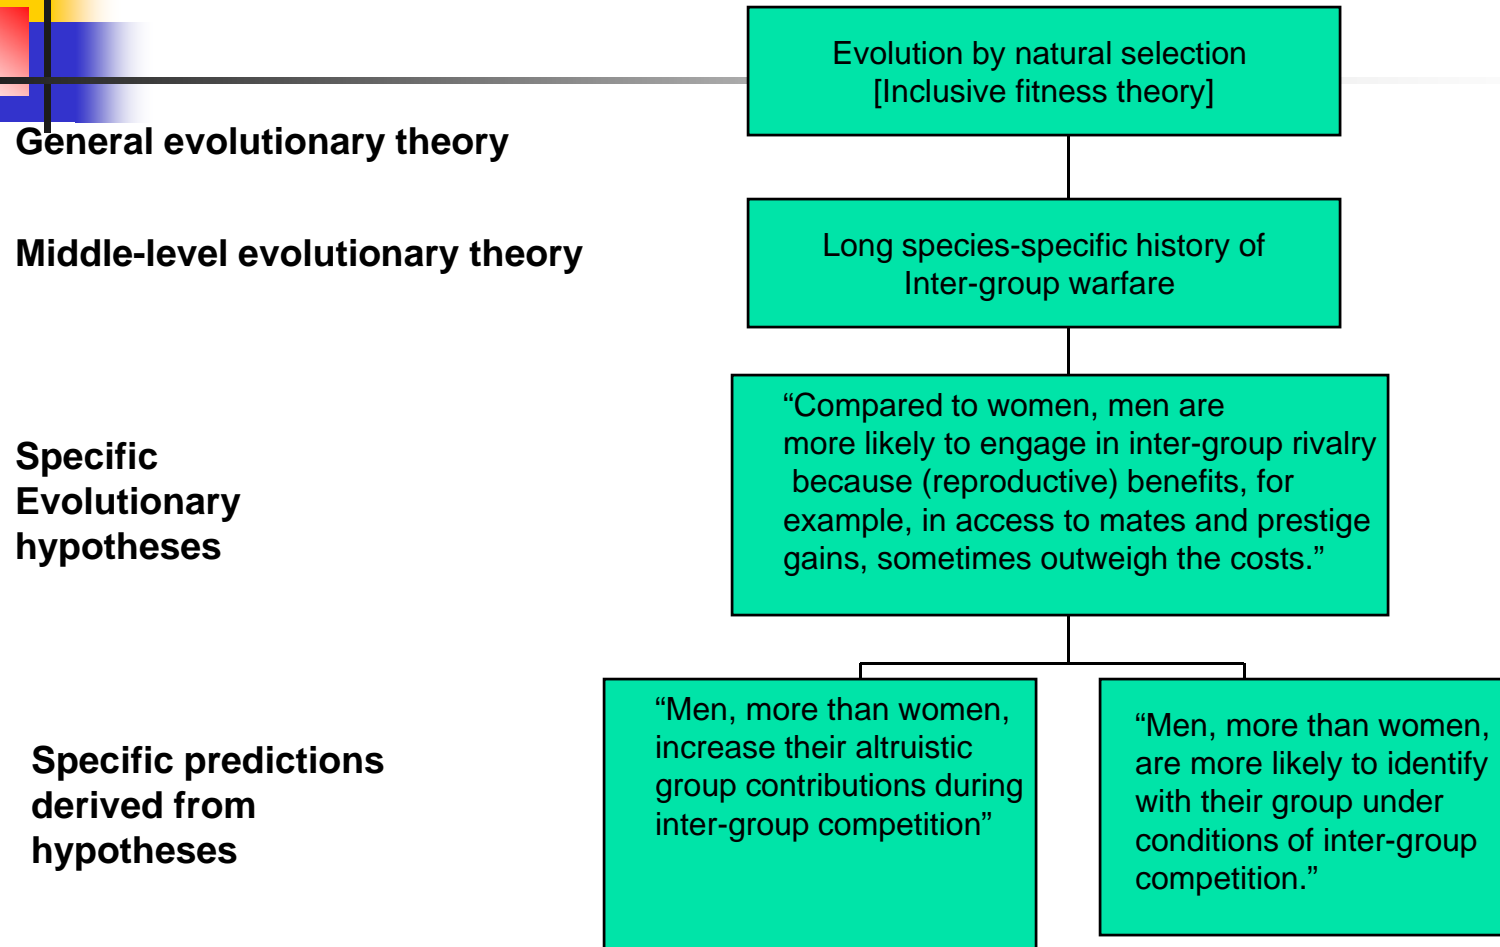 Evolution by natural selection
[Inclusive fitness theory]
General evolutionary theory
Middle-level evolutionary theory
Long species-specific history of
Inter-group warfare
Specific
Evolutionary
hypotheses
“Compared to women, men are
more likely to engage in inter-group rivalry
because (reproductive) benefits, for
example, in access to mates and prestige
gains, sometimes outweigh the costs.”
Specific predictions
derived from
hypotheses
“Men, more than women,
increase their altruistic
group contributions during
inter-group competition”
“Men, more than women,
are more likely to identify
with their group under
conditions of inter-group
competition.”